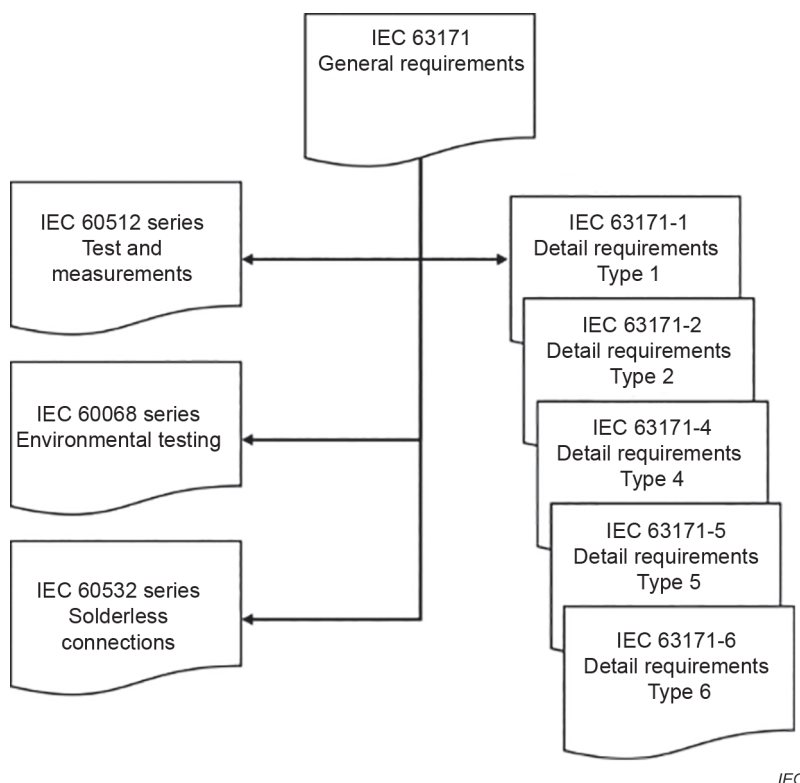 IEC 63171
General requirements
IEC 60512 series
Test and
measurements
IEC 60068 series
Environmental testing
IEC 60532 series
Solderless
connections
IEC 63171-1
Detail requirements
Type 1
IEC 63171-2
Detail requirements
Type 2
IEC 63171-4
Detail requirements
Type 4
IEC 63171-5
Detail requirements
Type 5
IEC 63171-6
Detail requirements
Type 6
IEC